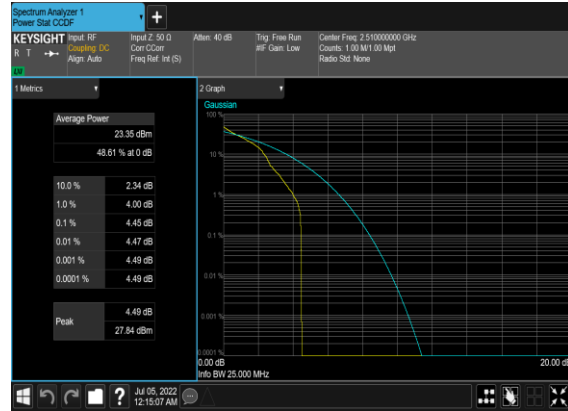 Spectrum Analyzer 1
Power Stat CCDF
+
KEYSIGHT
R T
LXI
Input: RF
Coupling: DC
Align: Auto
Input Z: 50 Ω
Corr CCorr
Freq Ref: Int (S)
Atten: 40 dB
Trig: Free Run
#IF Gain: Low
Center Freq: 2.510000000 GHz
Counts: 1.00 M/1.00 Mpt
Radio Std: None
1 Metrics
Average Power
23.35 dBm
48.61 % at 0 dB
10.0 % 2.34 dB
1.0 % 4.00 dB
0.1 % 4.45 dB
0.01 % 4.47 dB
0.001 % 4.49 dB
0.0001 % 4.49 dB
Peak
4.49 dB
27.84 dBm
2 Graph
Gaussian
100 %
10 %
1 %
0.1 %
0.01 %
0.001 %
0.0001 %
0.00 dB
20.00 dB
Info BW 25.000 MHz
?
Jul 05, 2022
12:15:07 AM